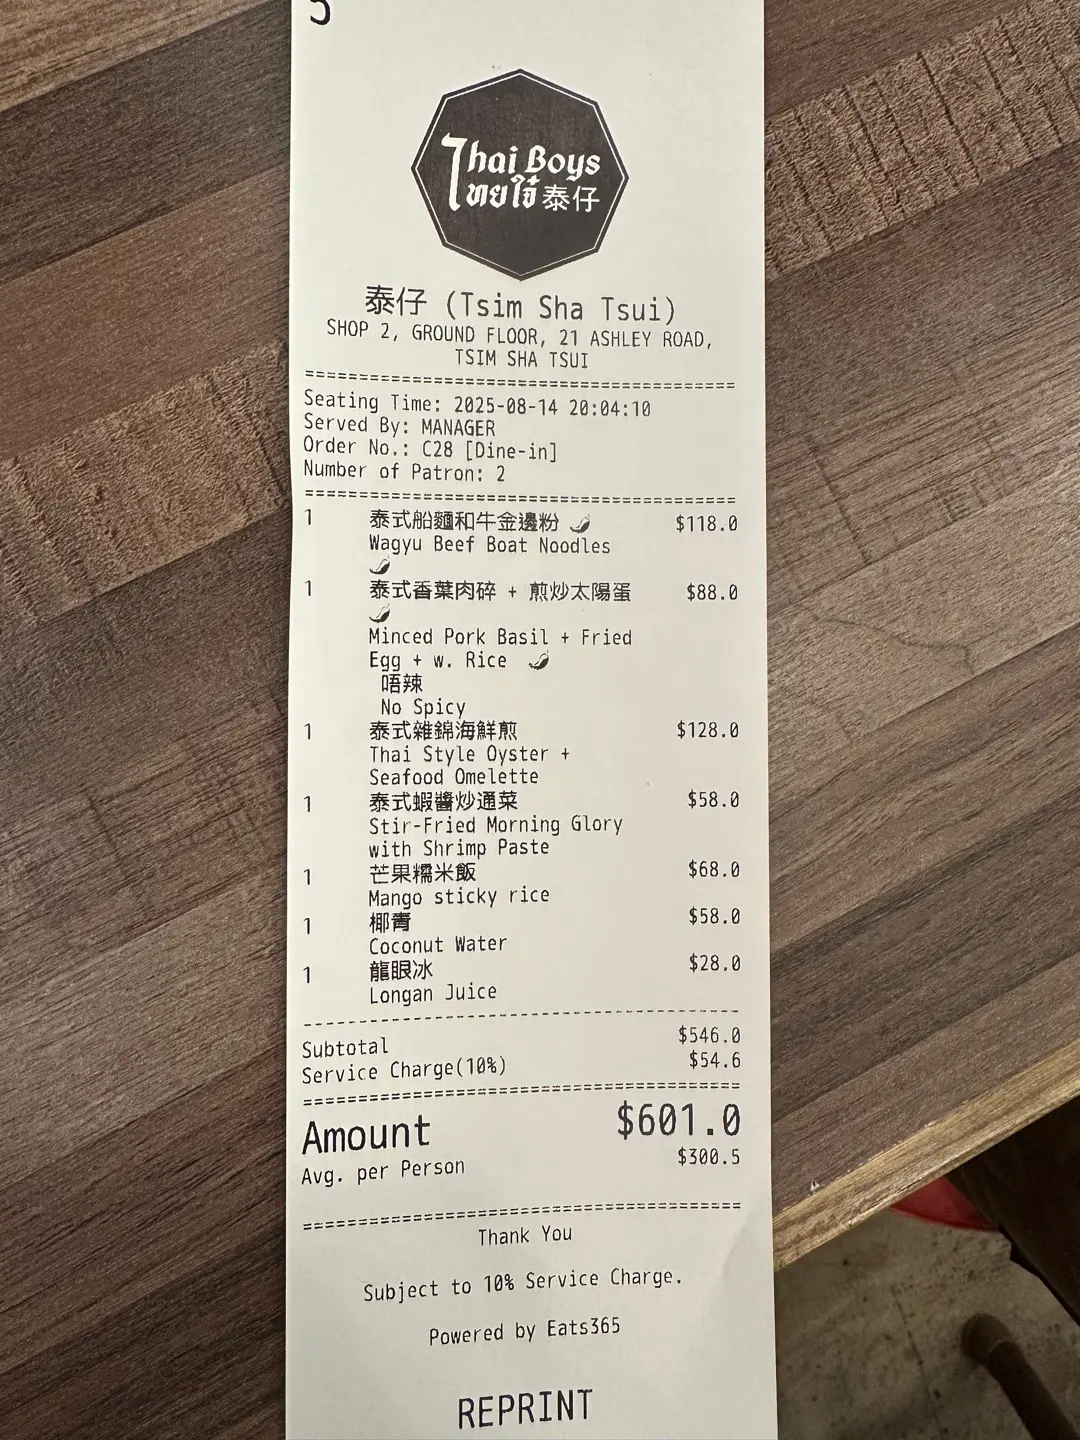 5
Thai Boys
ไทยใจ๋ 泰仔
泰仔 (Tsim Sha Tsui)
SHOP 2, GROUND FLOOR, 21 ASHLEY ROAD,
TSIM SHA TSUI
Seating Time: 2025-08-14 20:04:10
Served By: MANAGER
Order No.: C28 [Dine-in]
Number of Patron: 2
1 泰式船麵和牛金邊粉 $118.0
Wagyu Beef Boat Noodles
1 泰式香葉肉碎 + 煎炒太陽蛋 $88.0
Minced Pork Basil + Fried
Egg + w. Rice
唔辣
No Spicy
1 泰式雜錦海鮮煎 $128.0
Thai Style Oyster +
Seafood Omelette
1 泰式蝦醬炒通菜 $58.0
Stir-Fried Morning Glory
with Shrimp Paste
1 芒果糯米飯 $68.0
Mango sticky rice
1 椰青 $58.0
Coconut Water
1 龍眼冰 $28.0
Longan Juice
Subtotal $546.0
Service Charge(10%) $54.6
Amount $601.0
Avg. per Person $300.5
Thank You
Subject to 10% Service Charge.
Powered by Eats365
REPRINT